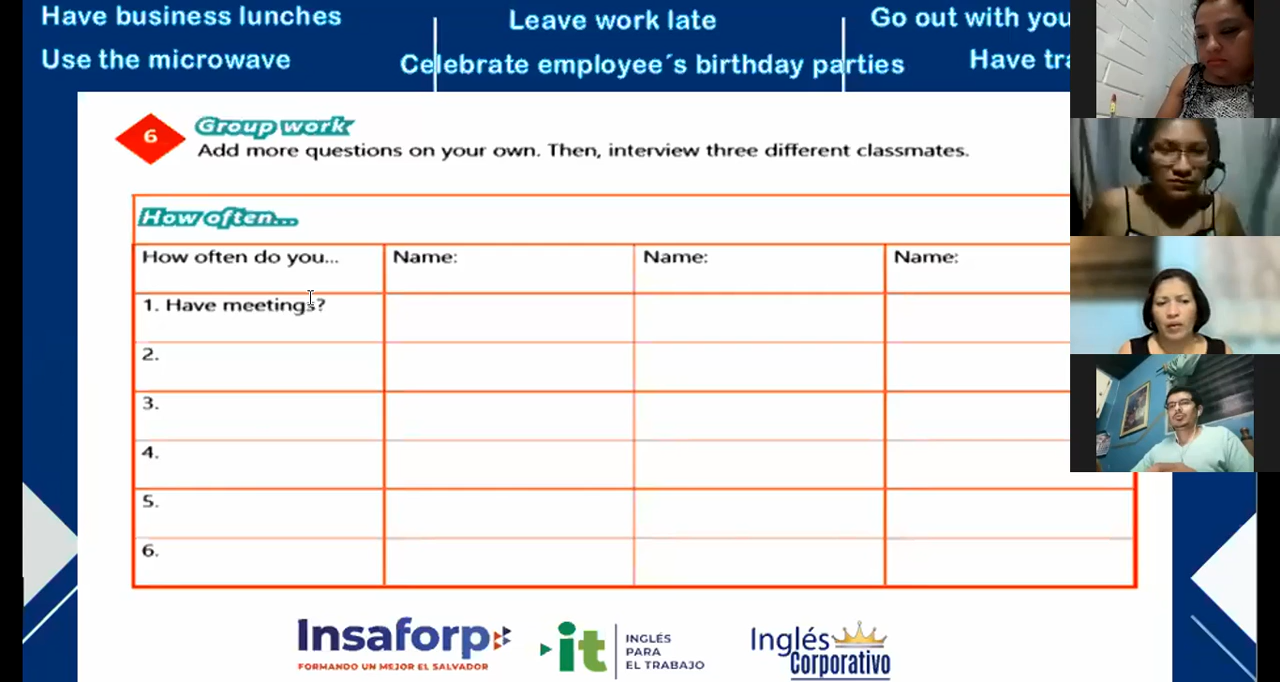 Have business lunches
Leave work late
Go out with
Use the microwave
Celebrate employee´s birthday parties
Have
6
Group work
Add more questions on your own. Then, interview three different classmates.
How often...
How often do you... Name: Name: Name:
1. Have meetings?
2.
3.
4.
5.
6.
Insaforp
FORMANDO UN MEJOR EL SALVADOR
it
INGLÉS
PARA
EL TRABAJO
Inglés
Corporativo